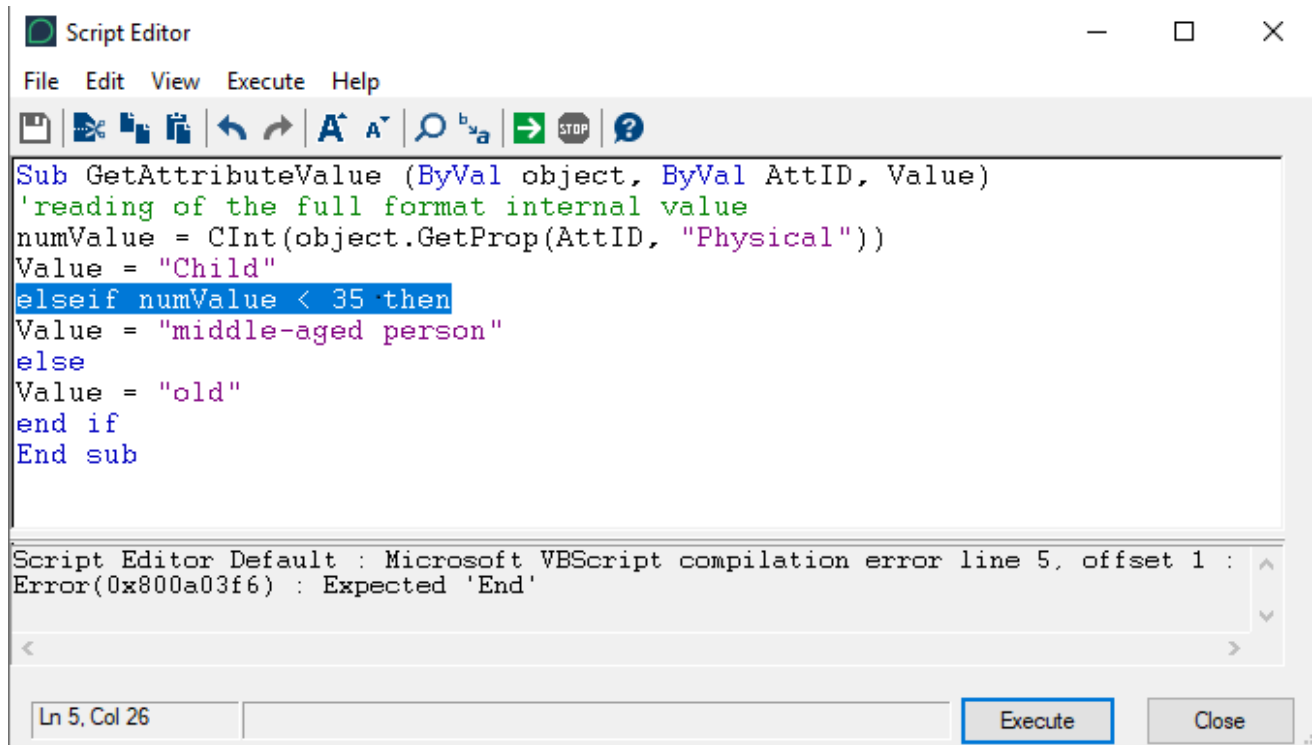 Script Editor
File Edit View Execute Help
STOP
Sub GetAttributeValue (ByVal object, ByVal AttID, Value)
'reading of the full format internal value
numValue = CInt(object.GetProp(AttID, "Physical"))
Value = "Child"
elseif numValue < 35 then
Value = "middle-aged person"
else
Value = "old"
end if
End sub
Script Editor Default : Microsoft VBScript compilation error line 5, offset 1 :
Error(0x800a03f6) : Expected 'End'
Ln 5, Col 26
Execute
Close